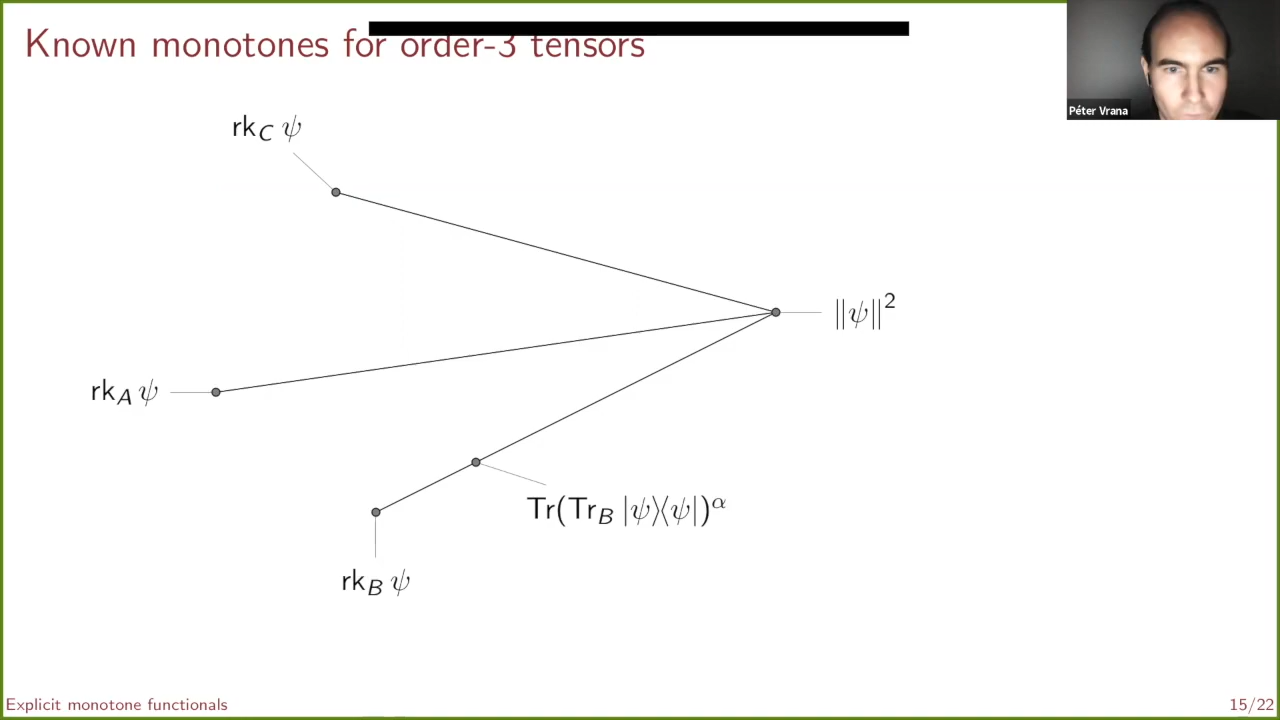 Known monotones for order-3 tensors
Péter Vrana
rk_C ψ
||ψ||²
rk_A ψ
Tr(Tr_B |ψ⟩⟨ψ|)^α
rk_B ψ
Explicit monotone functionals
15/22